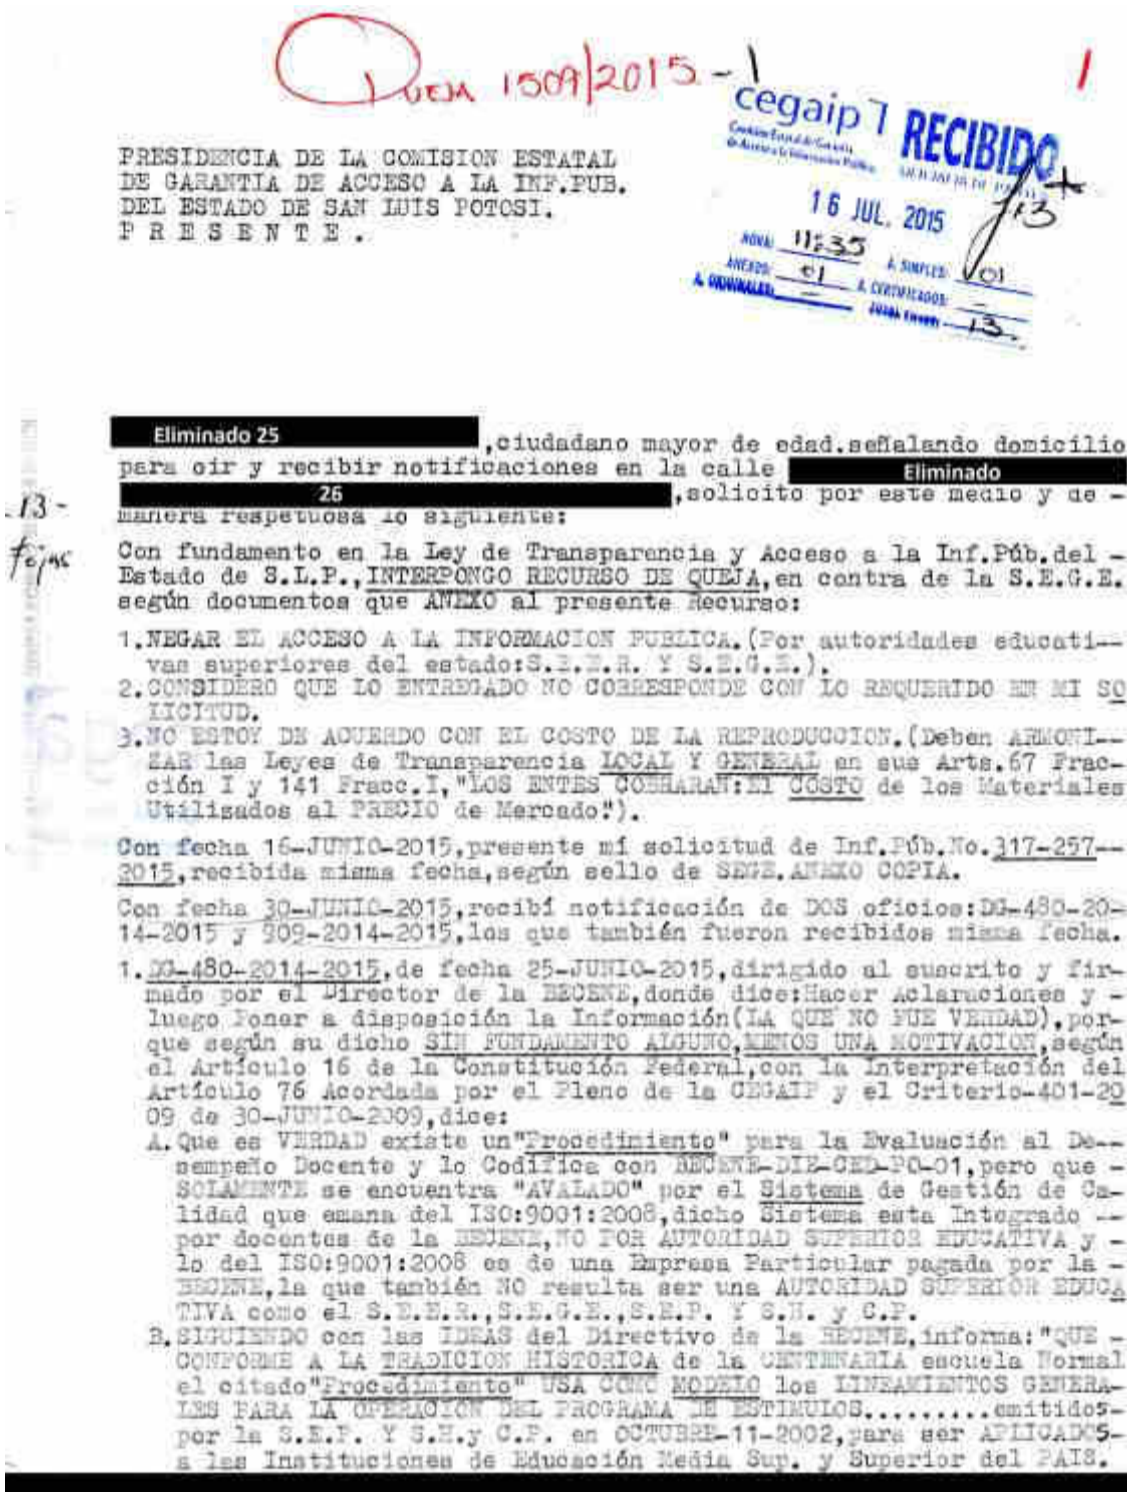 Queja 1509/2015-1
1
cegaip
RECIBIDO
Comisión Estatal de Garantía
de Acceso a la Información Pública
16 JUL. 2015
HORA: 11:35
A. SIMPLES: 01
ANEXO: 01
A. CERTIFICADOS: -
A. ORIGINALES: -
13.
PRESIDENCIA DE LA COMISION ESTATAL
DE GARANTIA DE ACCESO A LA INF.PUB.
DEL ESTADO DE SAN LUIS POTOSI.
P R E S E N T E .
Eliminado 25 ,ciudadano mayor de edad.señalando domicilio
para oir y recibir notificaciones en la calle Eliminado
26 ,solicito por este medio y de -
manera respetuosa lo siguiente:
13-
fojas
Con fundamento en la Ley de Transparencia y Acceso a la Inf.Púb.del -
Estado de S.L.P.,INTERPONGO RECURSO DE QUEJA,en contra de la S.E.G.E.
según documentos que ANEXO al presente Recurso:
1.NEGAR EL ACCESO A LA INFORMACION PUBLICA.(Por autoridades educati--
vas superiores del estado:S.E.E.R. Y S.E.G.E.).
2.CONSIDERO QUE LO ENTREGADO NO CORRESPONDE CON LO REQUERIDO EN MI SO
LICITUD.
3.NO ESTOY DE ACUERDO CON EL COSTO DE LA REPRODUCCION.(Deben ARMONI--
ZAR las Leyes de Transparencia LOCAL Y GENERAL en sus Arts.67 Frac-
ción I y 141 Fracc.I,"LOS ENTES COBRARAN:El COSTO de los Materiales
Utilizados al PRECIO de Mercado").
Con fecha 16-JUNIO-2015,presente mi solicitud de Inf.Púb.No.317-257--
2015,recibida misma fecha,según sello de SEGE.ANEXO COPIA.
Con fecha 30-JUNIO-2015,recibí notificación de DOS oficios:DG-480-20-
14-2015 y 909-2014-2015,los que también fueron recibidos misma fecha.
1.DG-480-2014-2015,de fecha 25-JUNIO-2015,dirigido al suscrito y fir-
mado por el Director de la BECENE,donde dice:Hacer Aclaraciones y -
luego Poner a disposición la Información(LA QUE NO FUE VERDAD),por-
que según su dicho SIN FUNDAMENTO ALGUNO,MENOS UNA MOTIVACION,según
el Artículo 16 de la Constitución Federal,con la Interpretación del
Artículo 76 Acordada por el Pleno de la CEGAIP y el Criterio-401-20
09 de 30-JUNIO-2009,dice:
A.Que es VERDAD existe un"Procedimiento" para la Evaluación al De--
sempeño Docente y lo Codifica con BECENE-DIE-CED-PO-01,pero que -
SOLAMENTE se encuentra "AVALADO" por el Sistema de Gestión de Ca-
lidad que emana del ISO:9001:2008,dicho Sistema esta Integrado --
por docentes de la BECENE,NO POR AUTORIDAD SUPERIOR EDUCATIVA y -
lo del ISO:9001:2008 es de una Empresa Particular pagada por la -
BECENE,la que también NO resulta ser una AUTORIDAD SUPERIOR EDUCA
TIVA como el S.E.E.R.,S.E.G.E.,S.E.P. Y S.H. y C.P.
B.SIGUIENDO con las IDEAS del Directivo de la BECENE,informa:"QUE -
CONFORME A LA TRADICION HISTORICA de la CENTENARIA escuela Normal
el citado"Procedimiento" USA COMO MODELO los LINEAMIENTOS GENERA-
LES PARA LA OPERACION DEL PROGRAMA DE ESTIMULOS.........emitidos-
por la S.E.P. Y S.H.y C.P. en OCTUBRE-11-2002,para ser APLICADOS-
a las Instituciones de Educación Media Sup. y Superior del PAIS.